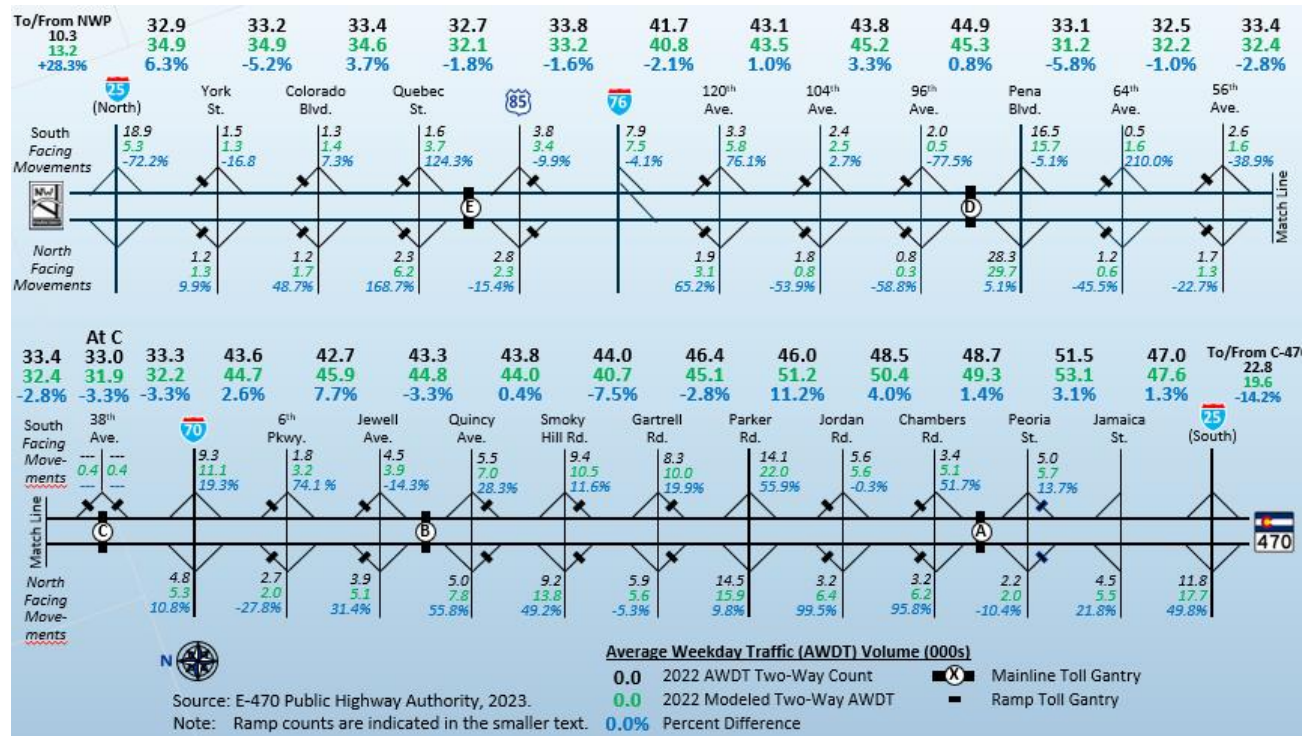 To/From NWP 32.9 33.2 33.4 32.7 33.8 41.7 43.1 43.8 44.9 33.1 32.5 33.4
10.3
13.2 34.9 34.9 34.6 32.1 33.2 40.8 43.5 45.2 45.3 31.2 32.2 32.4
+28.3% 6.3% -5.2% 3.7% -1.8% -1.6% -2.1% 1.0% 3.3% 0.8% -5.8% -1.0% -2.8%
25 York Colorado Quebec 85 76 120th 104th 96th Pena 64th 56th
(North) St. Blvd. St. Ave. Ave. Ave. Blvd. Ave. Ave.
South 18.9 1.5 1.3 1.6 3.8 7.9 3.3 2.4 2.0 16.5 0.5 2.6
Facing 5.3 1.3 1.4 3.7 3.4 7.5 5.8 2.5 0.5 15.7 1.6 1.6
Movements -72.2% -16.8 7.3% 124.3% -9.9% -4.1% 76.1% 2.7% -77.5% -5.1% 210.0% -38.9%
NW
E D Match Line
North 1.2 1.2 2.3 2.8 1.9 1.8 0.8 28.3 1.2 1.7
Facing 1.3 1.7 6.2 2.3 3.1 0.8 0.3 29.7 0.6 1.3
Movements 9.9% 48.7% 168.7% -15.4% 65.2% -53.9% -58.8% 5.1% -45.5% -22.7%
At C
33.4 33.0 33.3 43.6 42.7 43.3 43.8 44.0 46.4 46.0 48.5 48.7 51.5 47.0 To/From C-470
22.8
32.4 31.9 32.2 44.7 45.9 44.8 44.0 40.7 45.1 51.2 50.4 49.3 53.1 47.6 19.6
-2.8% -3.3% -3.3% 2.6% 7.7% -3.3% 0.4% -7.5% -2.8% 11.2% 4.0% 1.4% 3.1% 1.3% -14.2%
South 38th 70 6th Jewell Quincy Smoky Gartrell Parker Jordan Chambers Peoria Jamaica 25
Facing Ave. Pkwy. Ave. Ave. Hill Rd. Rd. Rd. Rd. Rd. St. St. (South)
Move- --- --- 9.3 1.8 4.5 5.5 9.4 8.3 14.1 5.6 3.4 5.0
ments 0.4 0.4 11.1 3.2 3.9 7.0 10.5 10.0 22.0 5.6 5.1 5.7
--- --- 19.3% 74.1 % -14.3% 28.3% 11.6% 19.9% 55.9% -0.3% 51.7% 13.7%
Match Line C B A 470
North 4.8 2.7 3.9 5.0 9.2 5.9 14.5 3.2 3.2 2.2 4.5 11.8
Facing 5.3 2.0 5.1 7.8 13.8 5.6 15.9 6.4 6.2 2.0 5.5 17.7
Move- 10.8% -27.8% 31.4% 55.8% 49.2% -5.3% 9.8% 99.5% 95.8% -10.4% 21.8% 49.8%
ments
N
Average Weekday Traffic (AWDT) Volume (000s)
0.0 2022 AWDT Two-Way Count X Mainline Toll Gantry
Source: E-470 Public Highway Authority, 2023. 0.0 2022 Modeled Two-Way AWDT Ramp Toll Gantry
Note: Ramp counts are indicated in the smaller text. 0.0% Percent Difference